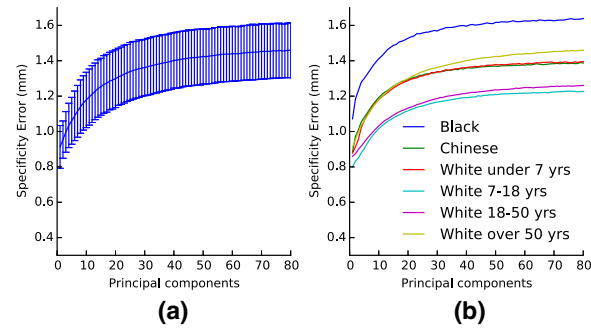 Specificity Error (mm)
1.6
1.4
1.2
1.0
0.8
0.6
0.4
0 10 20 30 40 50 60 70 80
Principal components
(a)
Specificity Error (mm)
1.6
1.4
1.2
1.0
0.8
0.6
0.4
Black
Chinese
White under 7 yrs
White 7-18 yrs
White 18-50 yrs
White over 50 yrs
0 10 20 30 40 50 60 70 80
Principal components
(b)